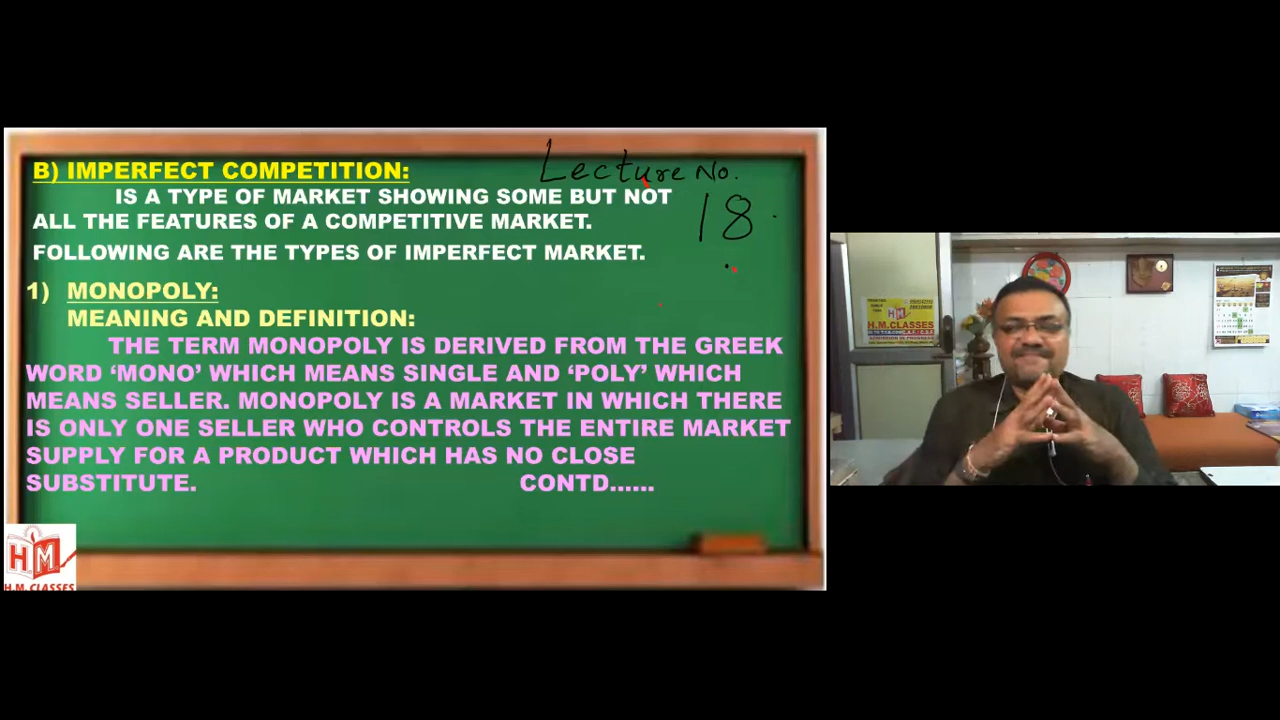 B) IMPERFECT COMPETITION:
Lecture No.
18
IS A TYPE OF MARKET SHOWING SOME BUT NOT
ALL THE FEATURES OF A COMPETITIVE MARKET.
FOLLOWING ARE THE TYPES OF IMPERFECT MARKET.
1) MONOPOLY:
MEANING AND DEFINITION:
THE TERM MONOPOLY IS DERIVED FROM THE GREEK
WORD ‘MONO’ WHICH MEANS SINGLE AND ‘POLY’ WHICH
MEANS SELLER. MONOPOLY IS A MARKET IN WHICH THERE
IS ONLY ONE SELLER WHO CONTROLS THE ENTIRE MARKET
SUPPLY FOR A PRODUCT WHICH HAS NO CLOSE
SUBSTITUTE. CONTD......
H.M.
H.M. CLASSES
HM
H.M.CLASSES